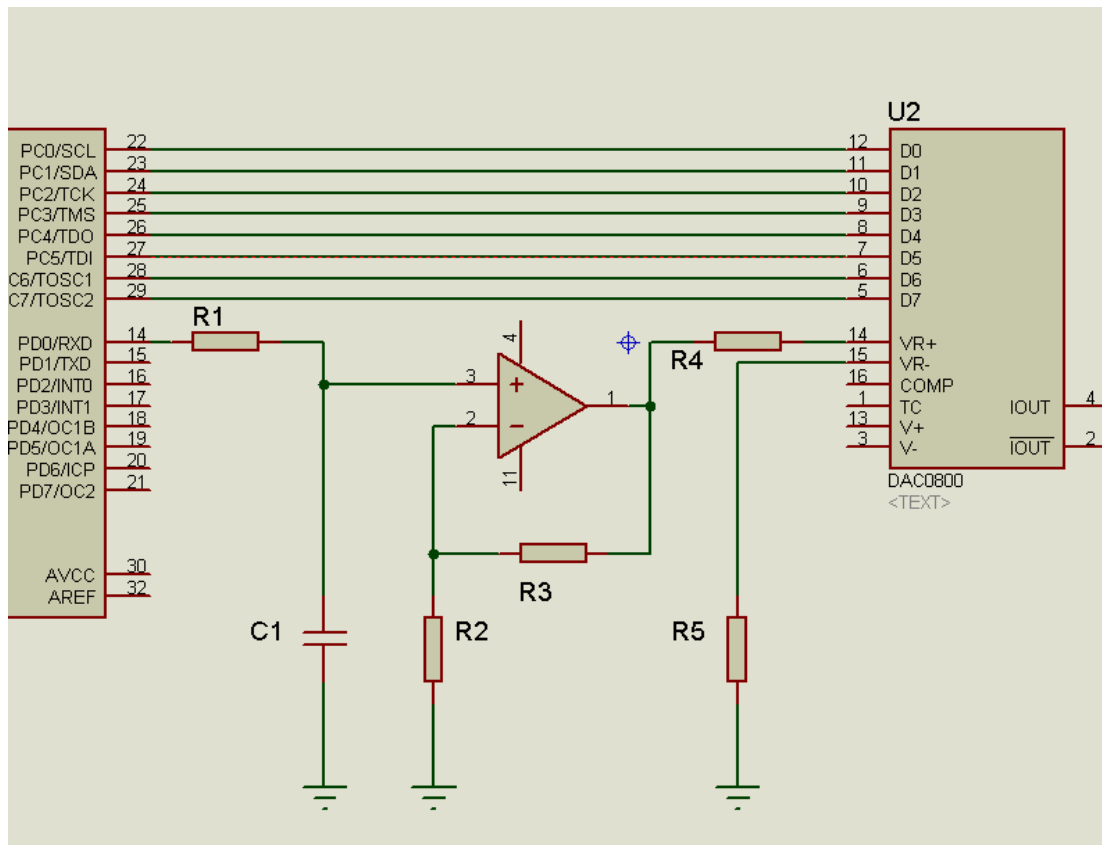 U2
PC0/SCL 22 12 D0
PC1/SDA 23 11 D1
PC2/TCK 24 10 D2
PC3/TMS 25 9 D3
PC4/TDO 26 8 D4
PC5/TDI 27 7 D5
C6/TOSC1 28 6 D6
C7/TOSC2 29 5 D7
R1
PD0/RXD 14 4 R4 14 VR+
PD1/TXD 15 15 VR-
PD2/INT0 16 3 + 16 COMP
PD3/INT1 17 1 1 TC IOUT 4
PD4/OC1B 18 2 − 13 V+
PD5/OC1A 19 3 V- IOUT 2
PD6/ICP 20 11
PD7/OC2 21 DAC0800
<TEXT>
R3
AVCC 30
AREF 32
C1 R2 R5